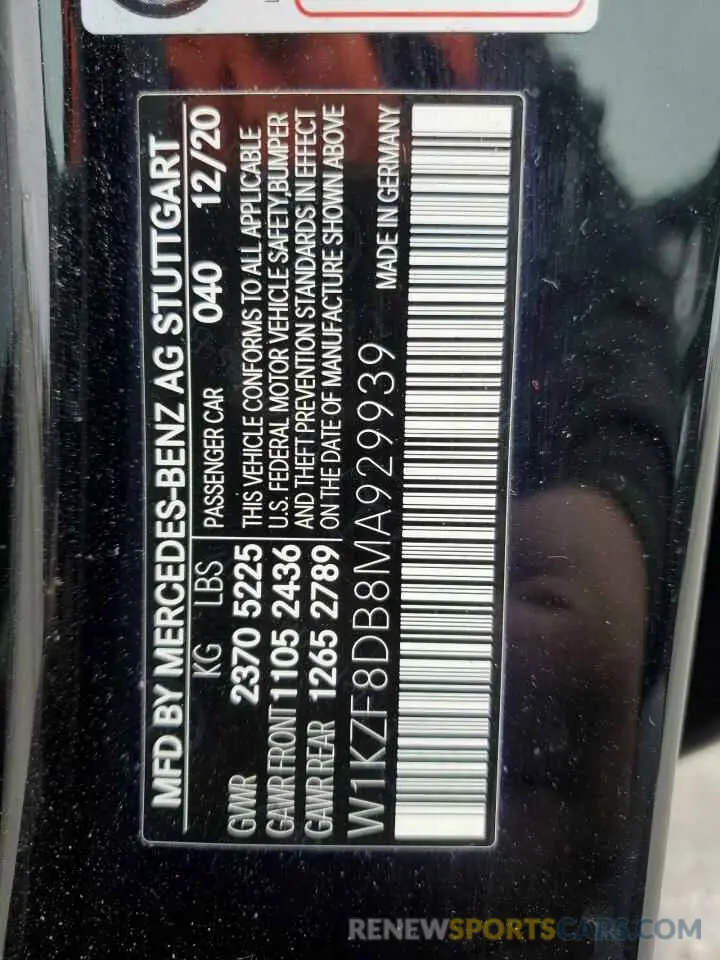 MFD BY MERCEDES-BENZ AG STUTTGART
KG LBS PASSENGER CAR 040 12/20
GVWR 2370 5225 THIS VEHICLE CONFORMS TO ALL APPLICABLE
GAWR FRONT 1105 2436 U.S. FEDERAL MOTOR VEHICLE SAFETY,BUMPER
GAWR REAR 1265 2789 AND THEFT PREVENTION STANDARDS IN EFFECT
ON THE DATE OF MANUFACTURE SHOWN ABOVE
W1KZF8DB8MA929939 MADE IN GERMANY
RENEWSPORTSCARS.COM